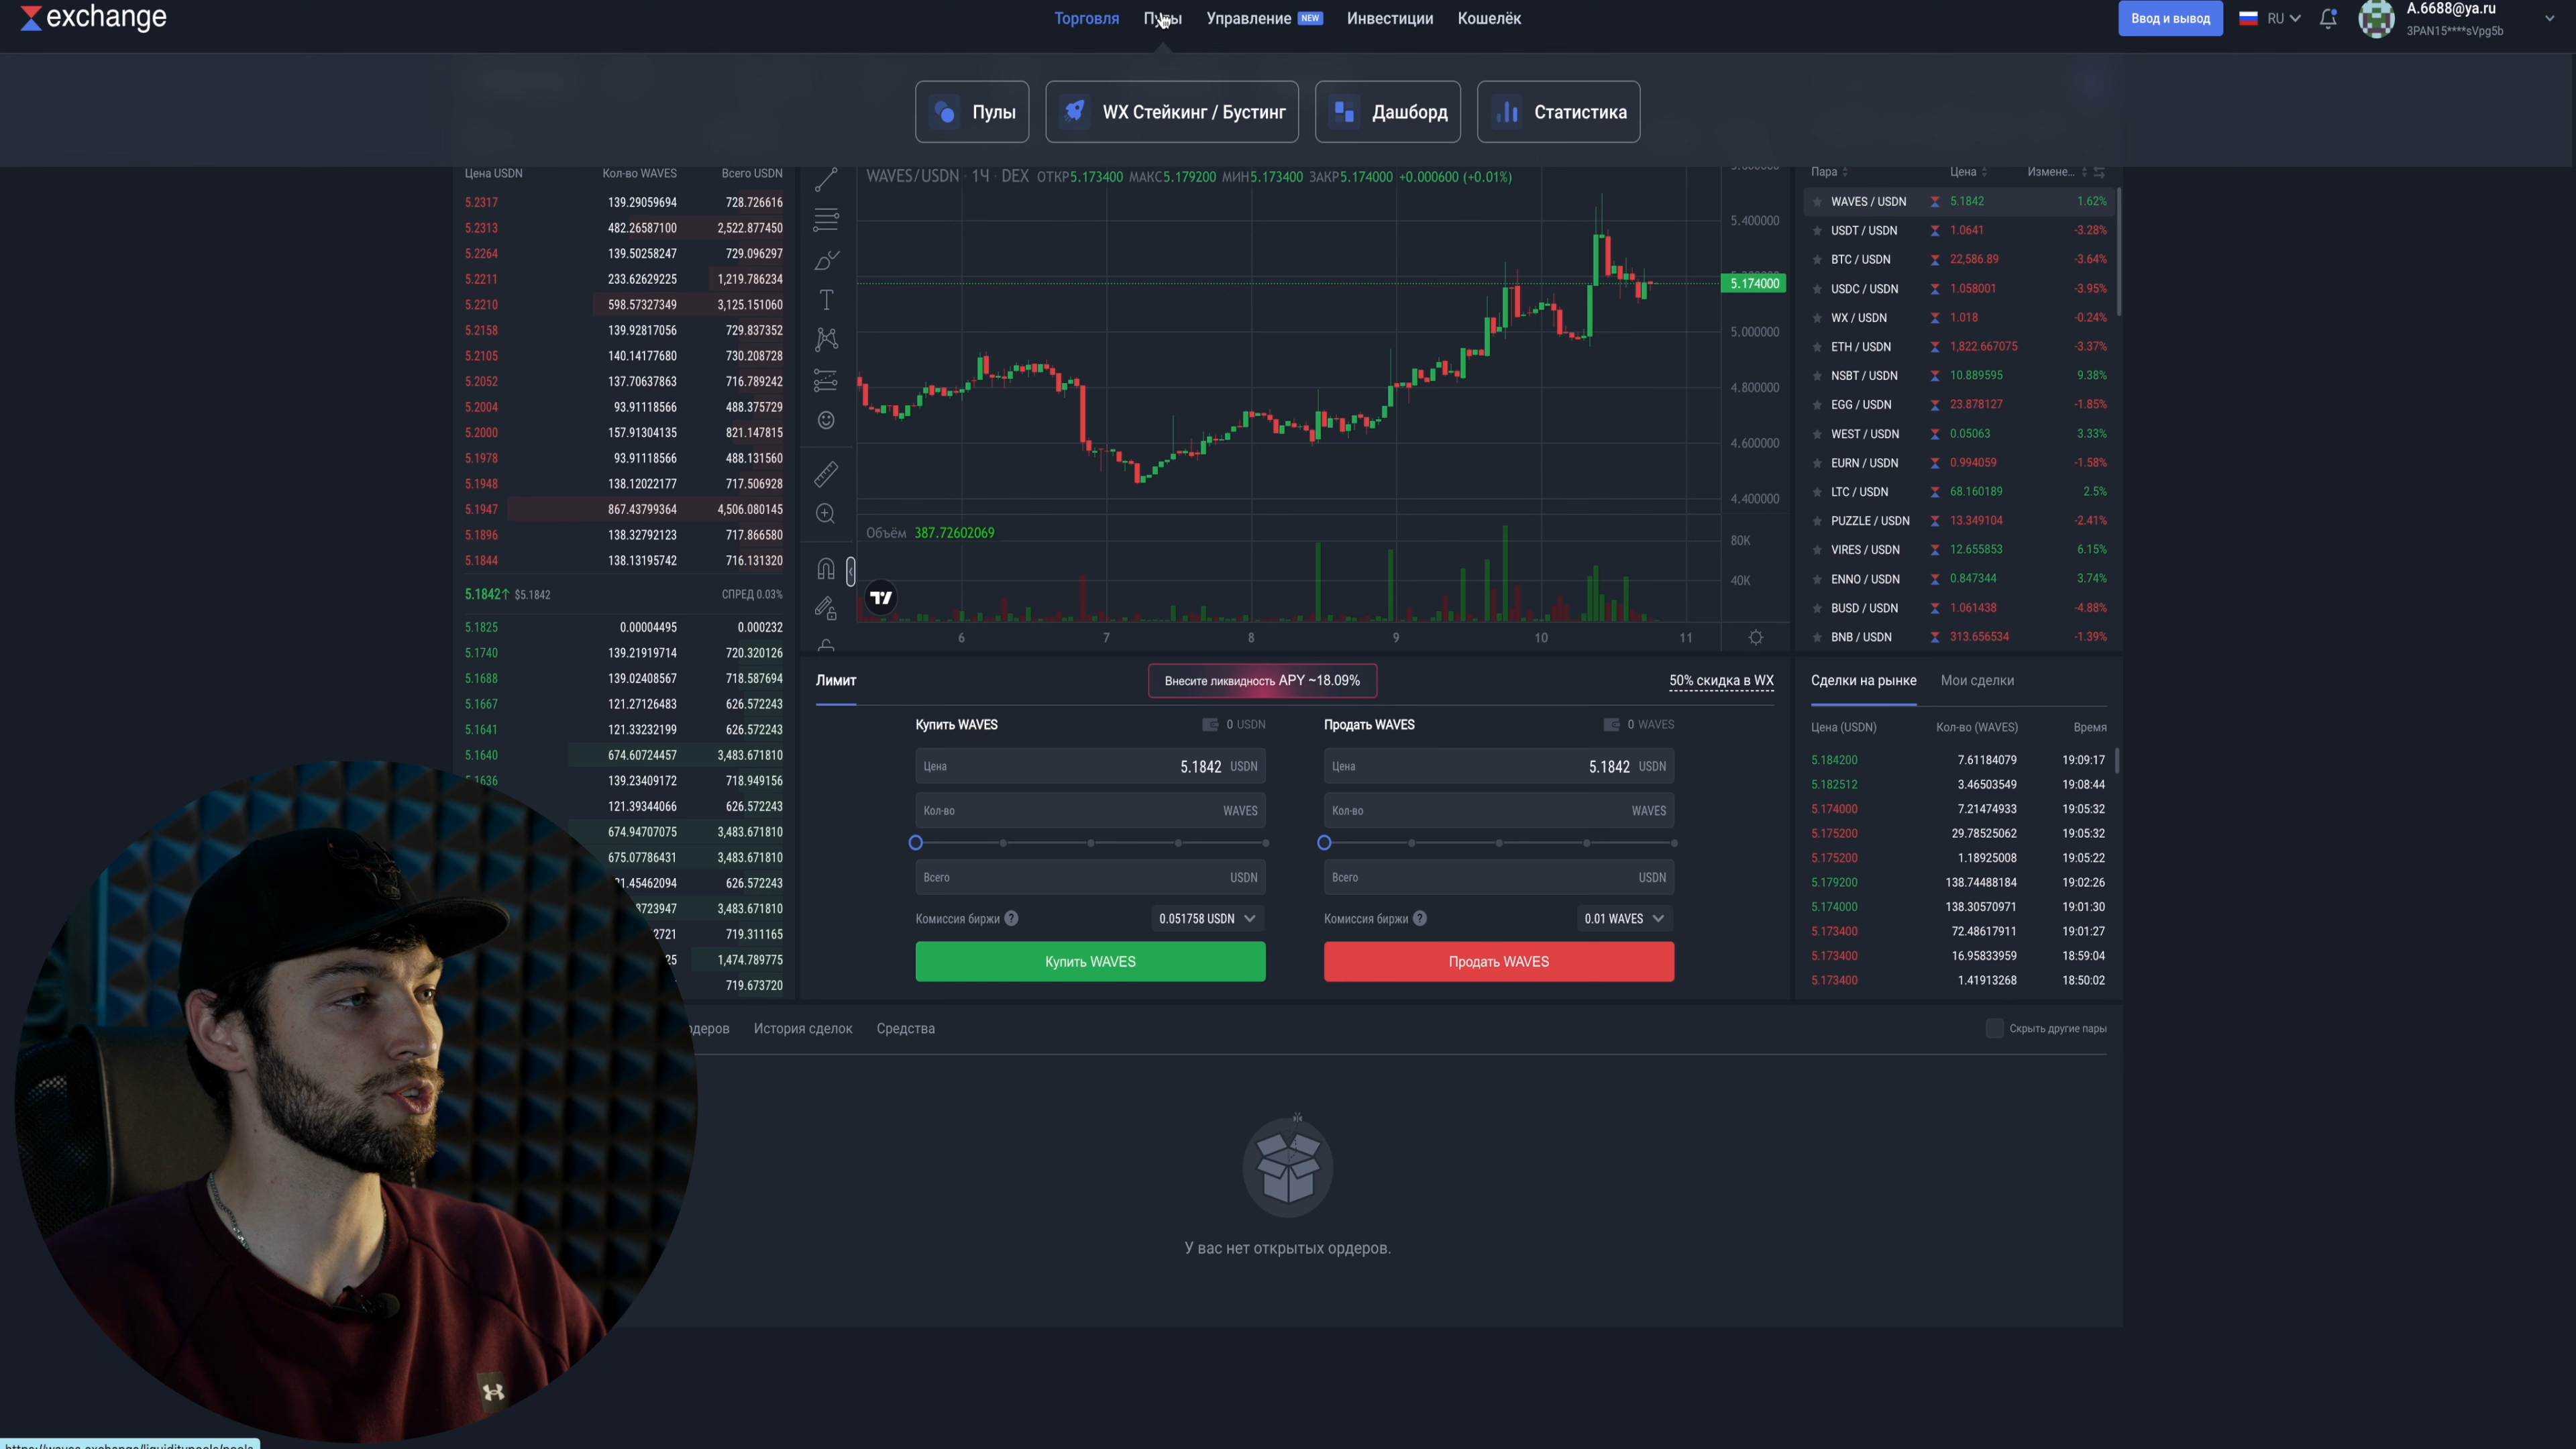 exchange
Торговля Пулы Управление NEW Инвестиции Кошелёк
Ввод и вывод RU A.6688@ya.ru
3PAN15****sVpg5b
Пулы WX Стейкинг / Бустинг Дашборд Статистика
Цена USDN Кол-во WAVES Всего USDN
5.2317 139.29059694 728.726616
5.2313 482.26587100 2,522.877450
5.2264 139.50258247 729.096297
5.2211 233.62629225 1,219.786234
5.2210 598.57327349 3,125.151060
5.2158 139.92817056 729.837352
5.2105 140.14177680 730.208728
5.2052 137.70637863 716.789242
5.2004 93.91118566 488.375729
5.2000 157.91304135 821.147815
5.1978 93.91118566 488.131560
5.1948 138.12022177 717.506928
5.1947 867.43799364 4,506.080145
5.1896 138.32792123 717.866580
5.1844 138.13195742 716.131320
5.1842↑ $5.1842 СПРЕД 0.03%
5.1825 0.00004495 0.000232
5.1740 139.21919714 720.320126
5.1688 139.02408567 718.587694
5.1667 121.27126483 626.572243
5.1641 121.33232199 626.572243
5.1640 674.60724457 3,483.671810
5.1636 139.23409172 718.949156
121.39344066 626.572243
674.94707075 3,483.671810
675.07786431 3,483.671810
.45462094 626.572243
8723947 3,483.671810
2721 719.311165
25 1,474.789775
719.673720
WAVES/USDN · 1Ч · DEX ОТКР5.173400 МАКС5.179200 МИН5.173400 ЗАКР5.174000 +0.000600 (+0.01%)
5.400000
5.174000
5.000000
4.800000
4.600000
4.400000
Объём 387.72602069
80K
40K
6 7 8 9 10 11
Пара Цена Измене...
WAVES / USDN 5.1842 1.62%
USDT / USDN 1.0641 -3.28%
BTC / USDN 22,586.89 -3.64%
USDC / USDN 1.058001 -3.95%
WX / USDN 1.018 -0.24%
ETH / USDN 1,822.667075 -3.37%
NSBT / USDN 10.889595 9.38%
EGG / USDN 23.878127 -1.85%
WEST / USDN 0.05063 3.33%
EURN / USDN 0.994059 -1.58%
LTC / USDN 68.160189 2.5%
PUZZLE / USDN 13.349104 -2.41%
VIRES / USDN 12.655853 6.15%
ENNO / USDN 0.847344 3.74%
BUSD / USDN 1.061438 -4.88%
BNB / USDN 313.656534 -1.39%
Лимит Внесите ликвидность APY ~18.09% 50% скидка в WX
Купить WAVES 0 USDN
Цена 5.1842 USDN
Кол-во WAVES
Всего USDN
Комиссия биржи ? 0.051758 USDN
Купить WAVES
Продать WAVES 0 WAVES
Цена 5.1842 USDN
Кол-во WAVES
Всего USDN
Комиссия биржи ? 0.01 WAVES
Продать WAVES
Сделки на рынке Мои сделки
Цена (USDN) Кол-во (WAVES) Время
5.184200 7.61184079 19:09:17
5.182512 3.46503549 19:08:44
5.174000 7.21474933 19:05:32
5.175200 29.78525062 19:05:32
5.175200 1.18925008 19:05:22
5.179200 138.74488184 19:02:26
5.174000 138.30570971 19:01:30
5.173400 72.48617911 19:01:27
5.173400 16.95833959 18:59:04
5.173400 1.41913268 18:50:02
рдеров История сделок Средства Скрыть другие пары
У вас нет открытых ордеров.
https://waves.exchange/liquiditypools/pools